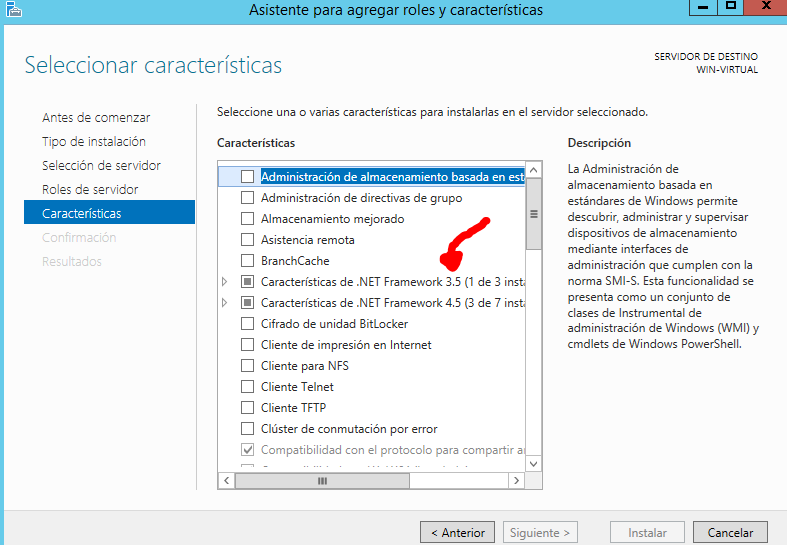 Asistente para agregar roles y características
Seleccionar características
SERVIDOR DE DESTINO
WIN-VIRTUAL
Antes de comenzar
Tipo de instalación
Selección de servidor
Roles de servidor
Características
Confirmación
Resultados
Seleccione una o varias características para instalarlas en el servidor seleccionado.
Características
Administración de almacenamiento basada en est
Administración de directivas de grupo
Almacenamiento mejorado
Asistencia remota
BranchCache
Características de .NET Framework 3.5 (1 de 3 insta
Características de .NET Framework 4.5 (3 de 7 insta
Cifrado de unidad BitLocker
Cliente de impresión en Internet
Cliente para NFS
Cliente Telnet
Cliente TFTP
Clúster de conmutación por error
Compatibilidad con el protocolo para compartir a
Descripción
La Administración de
almacenamiento basada en
estándares de Windows permite
descubrir, administrar y supervisar
dispositivos de almacenamiento
mediante interfaces de
administración que cumplen con la
norma SMI-S. Esta funcionalidad se
presenta como un conjunto de
clases de Instrumental de
administración de Windows (WMI) y
cmdlets de Windows PowerShell.
< Anterior
Siguiente >
Instalar
Cancelar